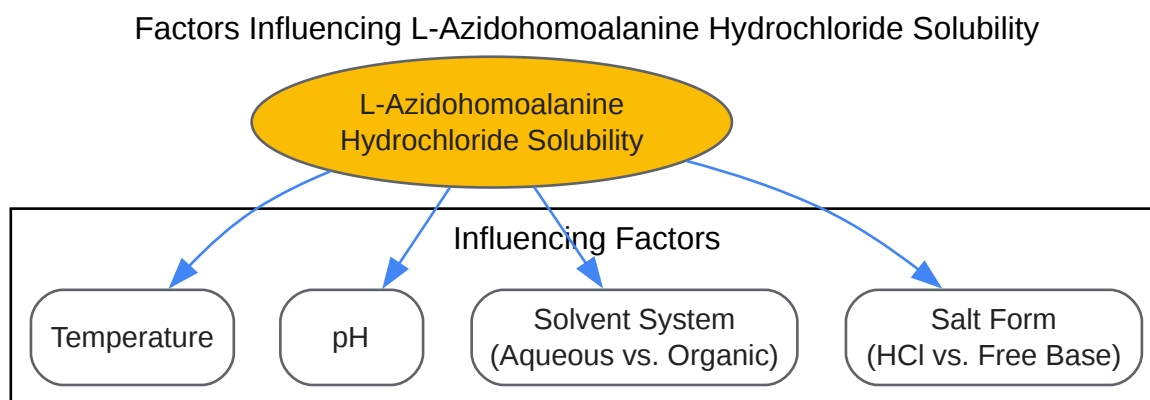 Factors Influencing L-Azidohomoalanine Hydrochloride Solubility
L-Azidohomoalanine
Hydrochloride Solubility
Influencing Factors
Temperature
pH
Solvent System
(Aqueous vs. Organic)
Salt Form
(HCl vs. Free Base)